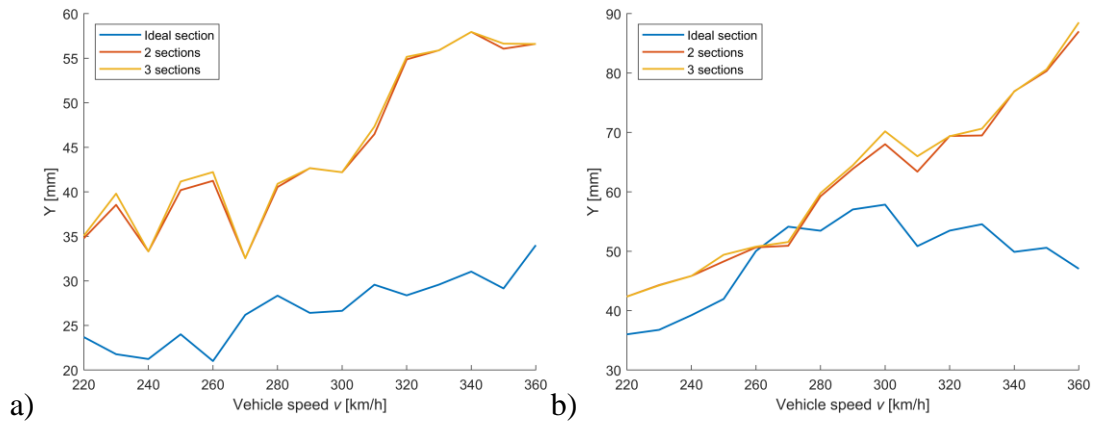 a)
Y [mm]
60
55
50
45
40
35
30
25
20
220 240 260 280 300 320 340 360
Vehicle speed v [km/h]
Ideal section
2 sections
3 sections
b)
Y [mm]
90
80
70
60
50
40
30
220 240 260 280 300 320 340 360
Vehicle speed v [km/h]
Ideal section
2 sections
3 sections